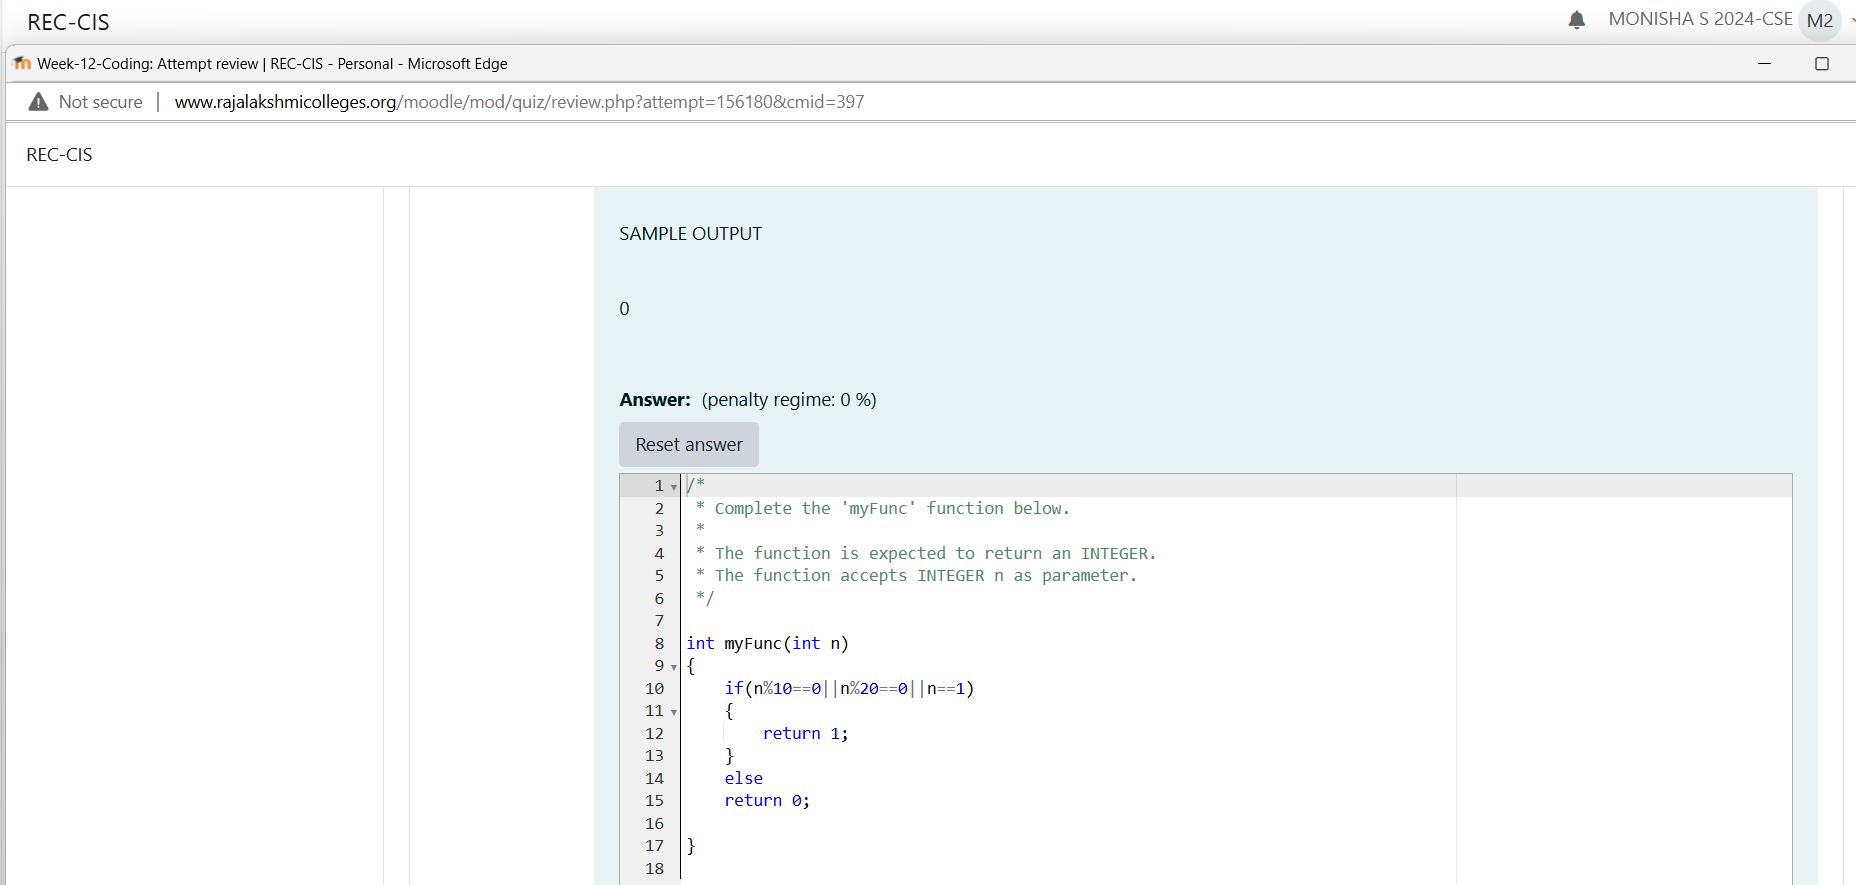 REC-CIS
MONISHA S 2024-CSE M2
Week-12-Coding: Attempt review | REC-CIS - Personal - Microsoft Edge
Not secure | www.rajalakshmicolleges.org/moodle/mod/quiz/review.php?attempt=156180&cmid=397
REC-CIS
SAMPLE OUTPUT
0
Answer: (penalty regime: 0 %)
Reset answer
1 /*
2  * Complete the 'myFunc' function below.
3  *
4  * The function is expected to return an INTEGER.
5  * The function accepts INTEGER n as parameter.
6  */
7
8 int myFunc(int n)
9 {
10     if(n%10==0||n%20==0||n==1)
11     {
12         return 1;
13     }
14     else
15     return 0;
16
17 }
18